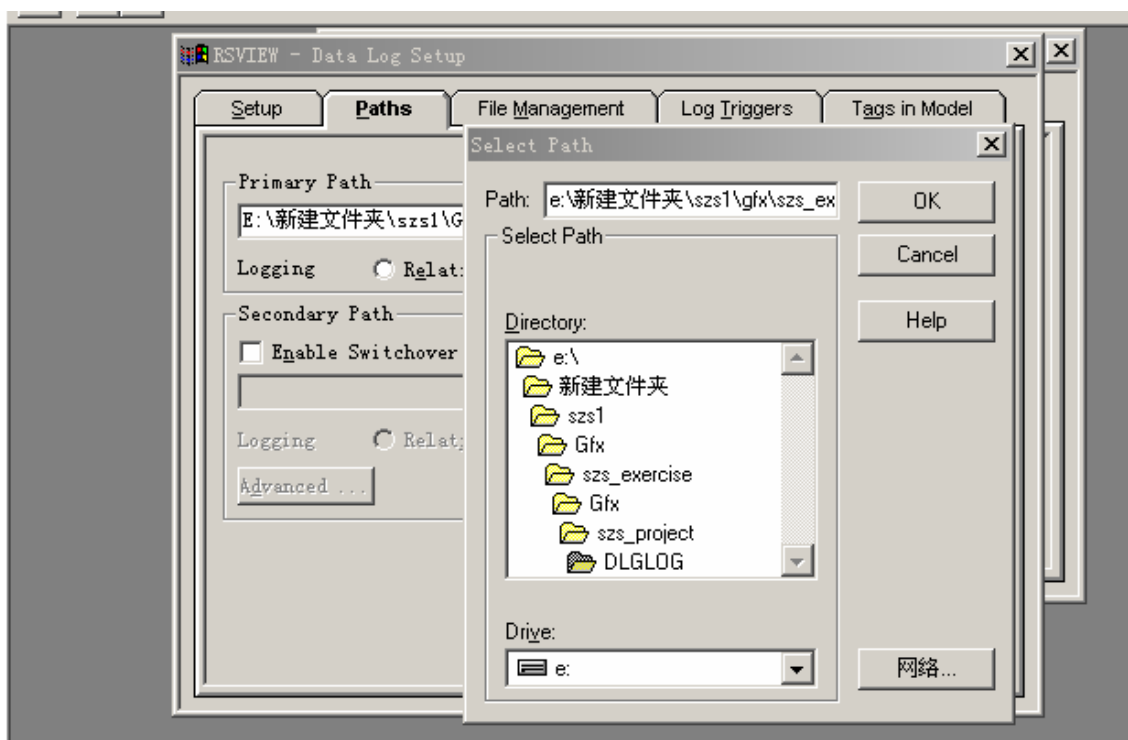 RSVIEW - Data Log Setup
Setup
Paths
File Management
Log Triggers
Tags in Model
Primary Path
E:\新建文件夹\szs1\G
Logging
Secondary Path
Enable Switchover
Logging
Advanced ...
Select Path
Path:
e:\新建文件夹\szs1\gfx\szs_ex
OK
Select Path
Cancel
Help
Directory:
e:\
新建文件夹
szs1
Gfx
szs_exercise
Gfx
szs_project
DLGLOG
Drive:
e:
网络...